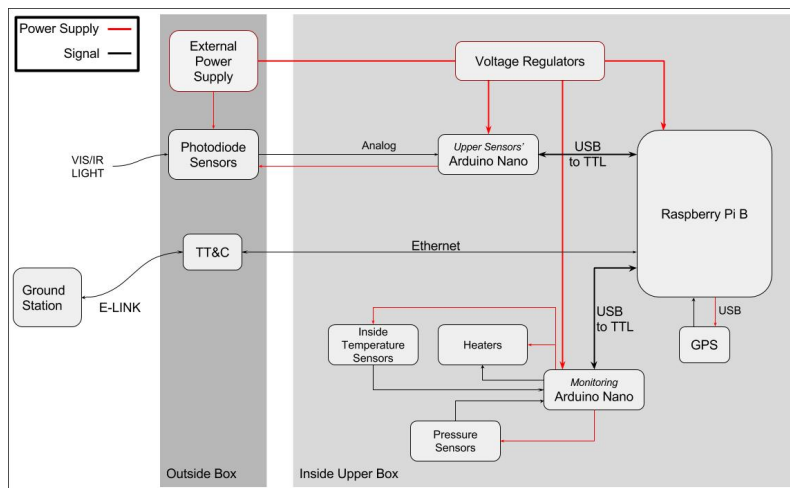 Power Supply
Signal
External
Power
Supply
Voltage Regulators
Photodiode
Sensors
VIS/IR
LIGHT
Analog
Upper Sensors'
Arduino Nano
USB
to TTL
Raspberry Pi B
TT&C
Ethernet
Ground
Station
E-LINK
USB
to TTL
USB
GPS
Inside
Temperature
Sensors
Heaters
Monitoring
Arduino Nano
Pressure
Sensors
Outside Box
Inside Upper Box